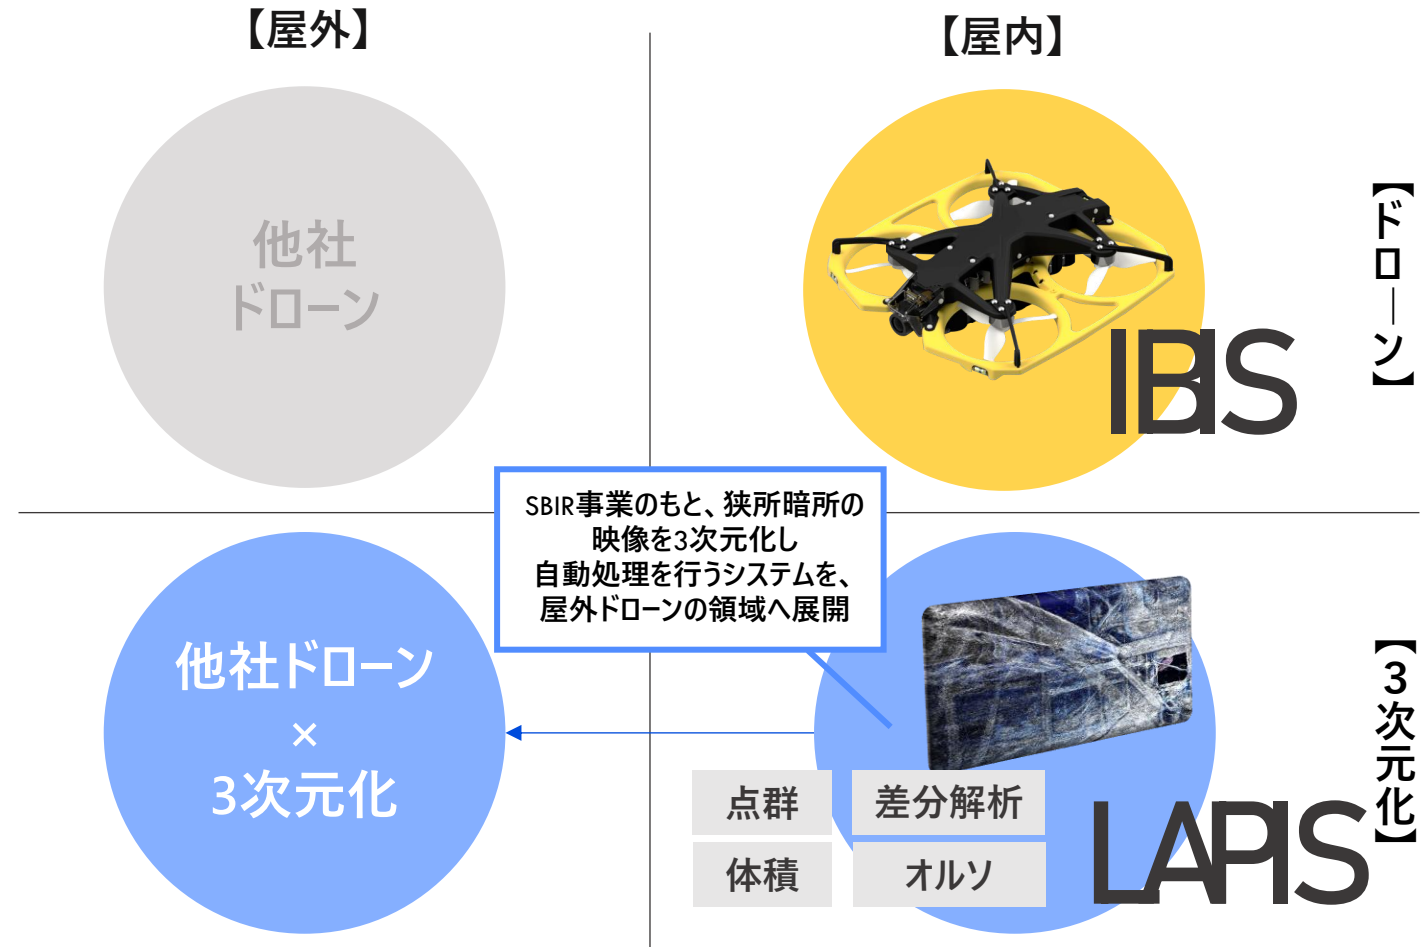 【屋外】
【屋内】
他社
ドローン
IBIS
【ドローン】
SBIR事業のもと、狭所暗所の
映像を3次元化し
自動処理を行うシステムを、
屋外ドローンの領域へ展開
他社ドローン
×
3次元化
点群
差分解析
体積
オルソ
LAPIS
【3次元化】